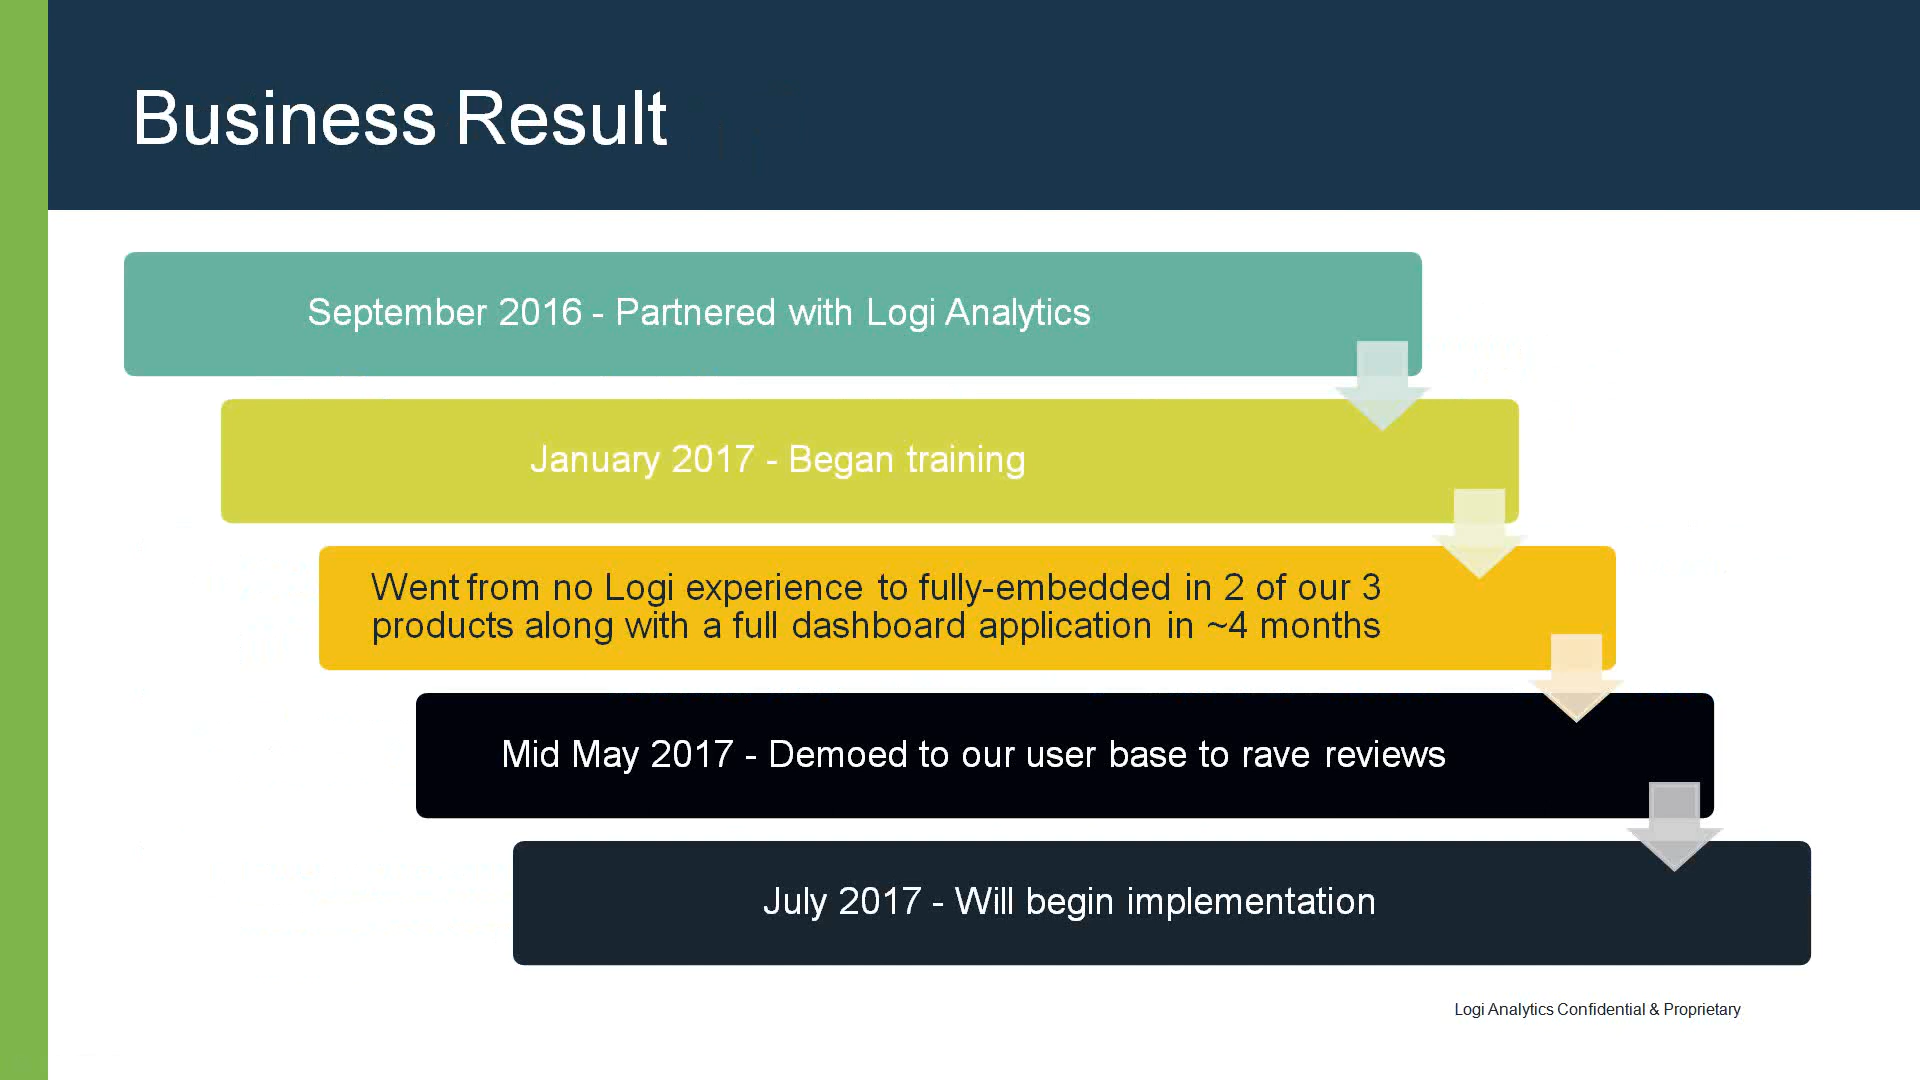 Business Result
September 2016 - Partnered with Logi Analytics
January 2017 - Began training
Went from no Logi experience to fully-embedded in 2 of our 3
products along with a full dashboard application in ~4 months
Mid May 2017 - Demoed to our user base to rave reviews
July 2017 - Will begin implementation
Logi Analytics Confidential & Proprietary